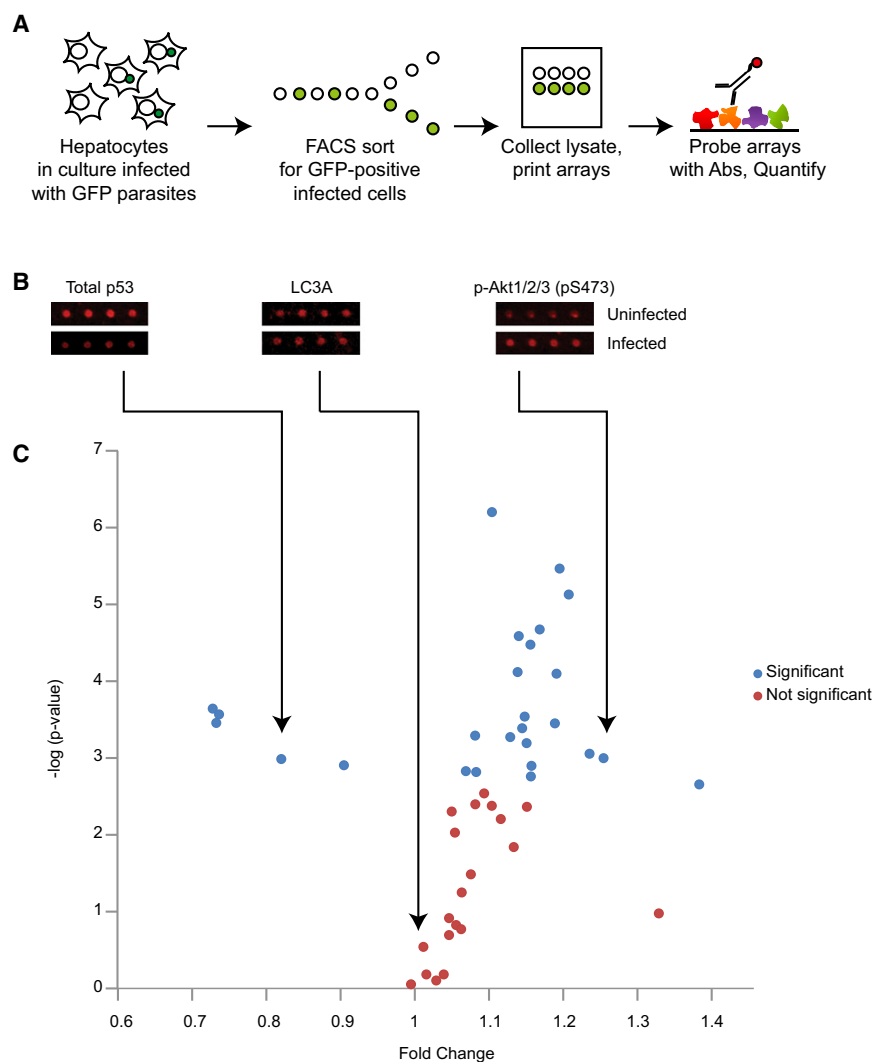 A
Hepatocytes
in culture infected
with GFP parasites
FACS sort
for GFP-positive
infected cells
Collect lysate,
print arrays
Probe arrays
with Abs, Quantify
B
Total p53
LC3A
p-Akt1/2/3 (pS473)
Uninfected
Infected
C
7
6
5
4
3
2
1
0
-log (p-value)
Significant
Not significant
0.6 0.7 0.8 0.9 1 1.1 1.2 1.3 1.4
Fold Change